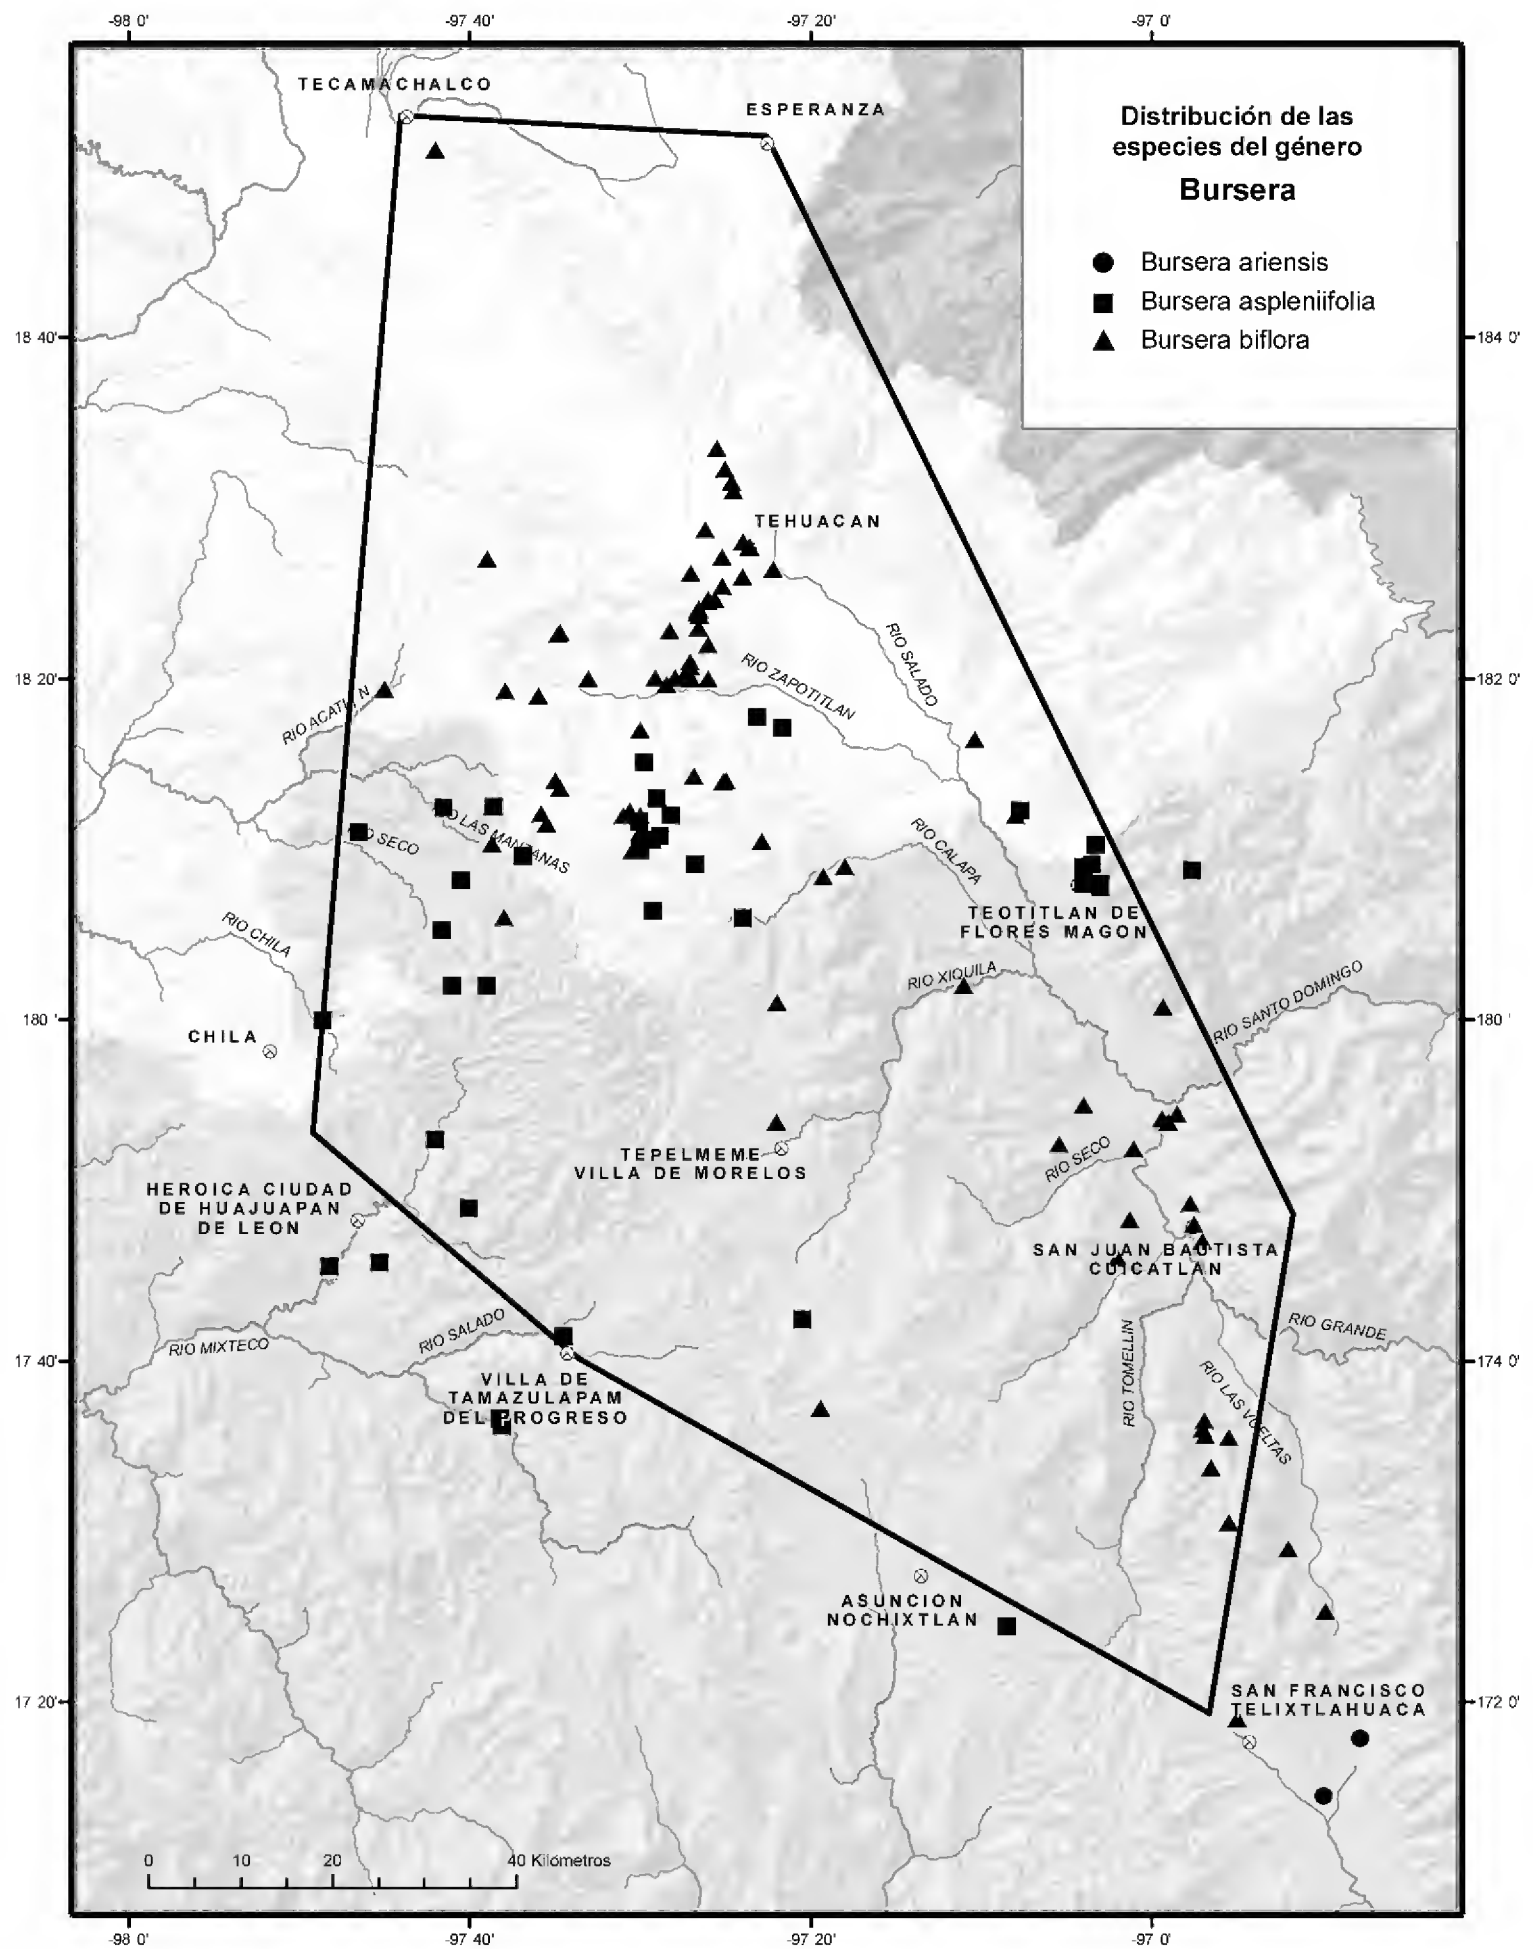 -98 0'
-97 40'
-97 20'
-97 0'
TECAMACHALCO
ESPERANZA
Distribución de las
especies del género
Bursera
Bursera ariensis
Bursera aspleniifolia
Bursera biflora
18 40'
184 0'
TEHUACAN
RIO SALADO
RIO ZAPOTITLAN
18 20'
182 0'
RIO ACATL N
RIO LAS MANZANAS
RIO SECO
RIO CALAPA
TEOTITLAN DE
FLORES MAGON
RIO CHILA
RIO XIQUILA
RIO SANTO DOMINGO
180 '
180 '
CHILA
TEPELMEME
VILLA DE MORELOS
RIO SECO
HEROICA CIUDAD
DE HUAJUAPAN
DE LEON
SAN JUAN BAUTISTA
CUICATLAN
RIO MIXTECO
RIO SALADO
RIO TOMELLIN
RIO GRANDE
17 40'
174 0'
RIO LAS VUELTAS
VILLA DE
TAMAZULAPAM
DEL PROGRESO
ASUNCION
NOCHIXTLAN
17 20'
172 0'
SAN FRANCISCO
TELIXTLAHUACA
0 10 20 40 Kilómetros
-98 0'
-97 40'
-97 20'
-97 0'